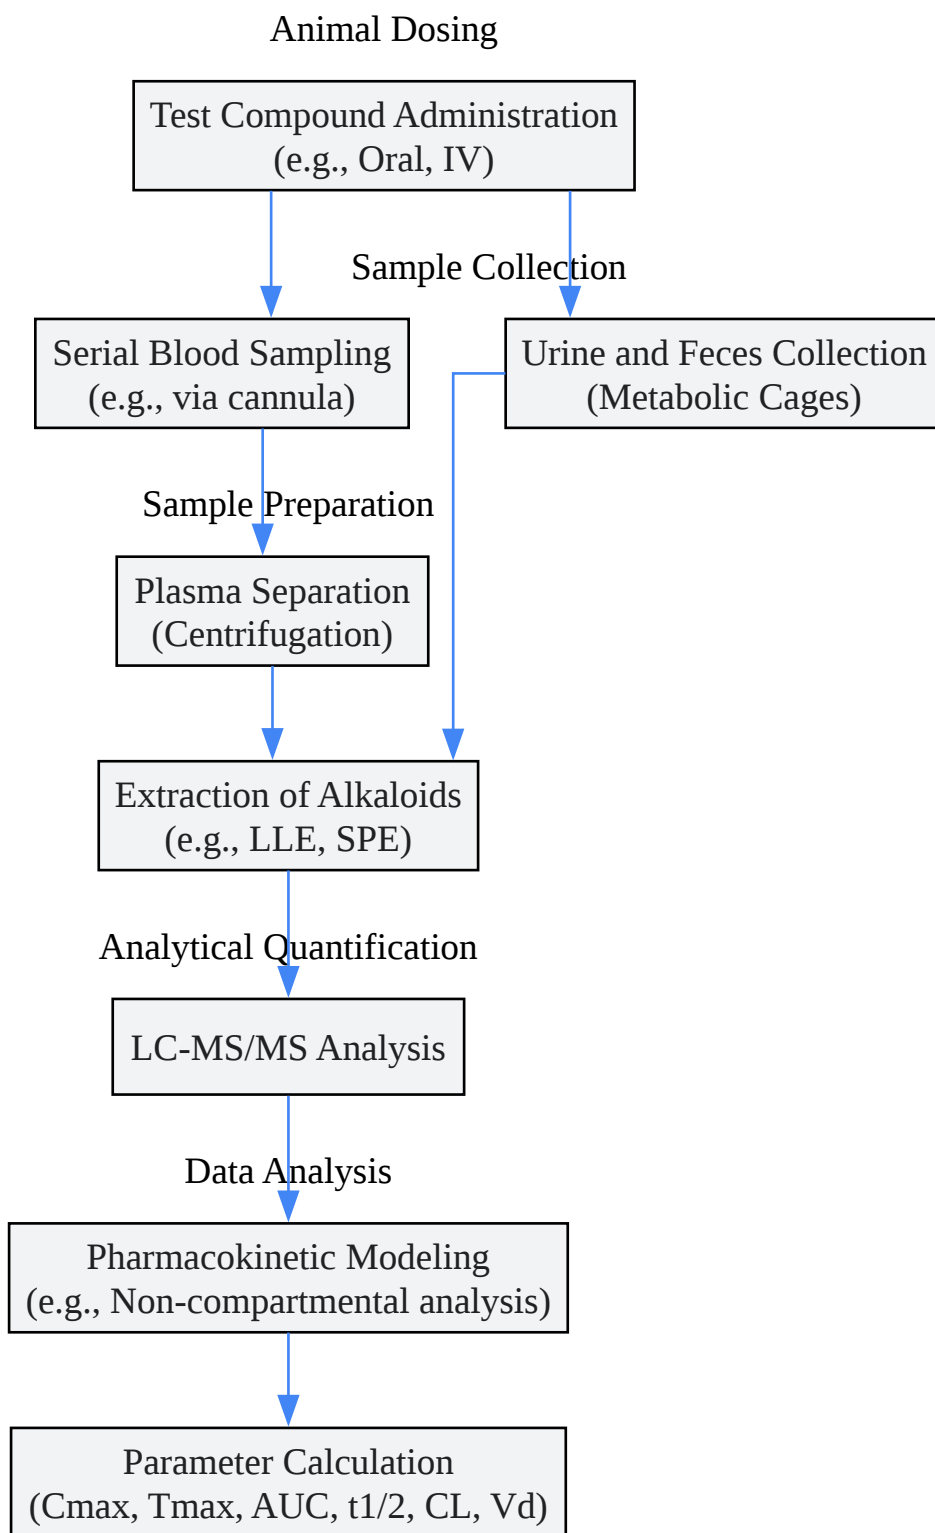 Animal Dosing
Test Compound Administration
(e.g., Oral, IV)
Sample Collection
Serial Blood Sampling
(e.g., via cannula)
Urine and Feces Collection
(Metabolic Cages)
Sample Preparation
Plasma Separation
(Centrifugation)
Extraction of Alkaloids
(e.g., LLE, SPE)
Analytical Quantification
LC-MS/MS Analysis
Data Analysis
Pharmacokinetic Modeling
(e.g., Non-compartmental analysis)
Parameter Calculation
(Cmax, Tmax, AUC, t1/2, CL, Vd)